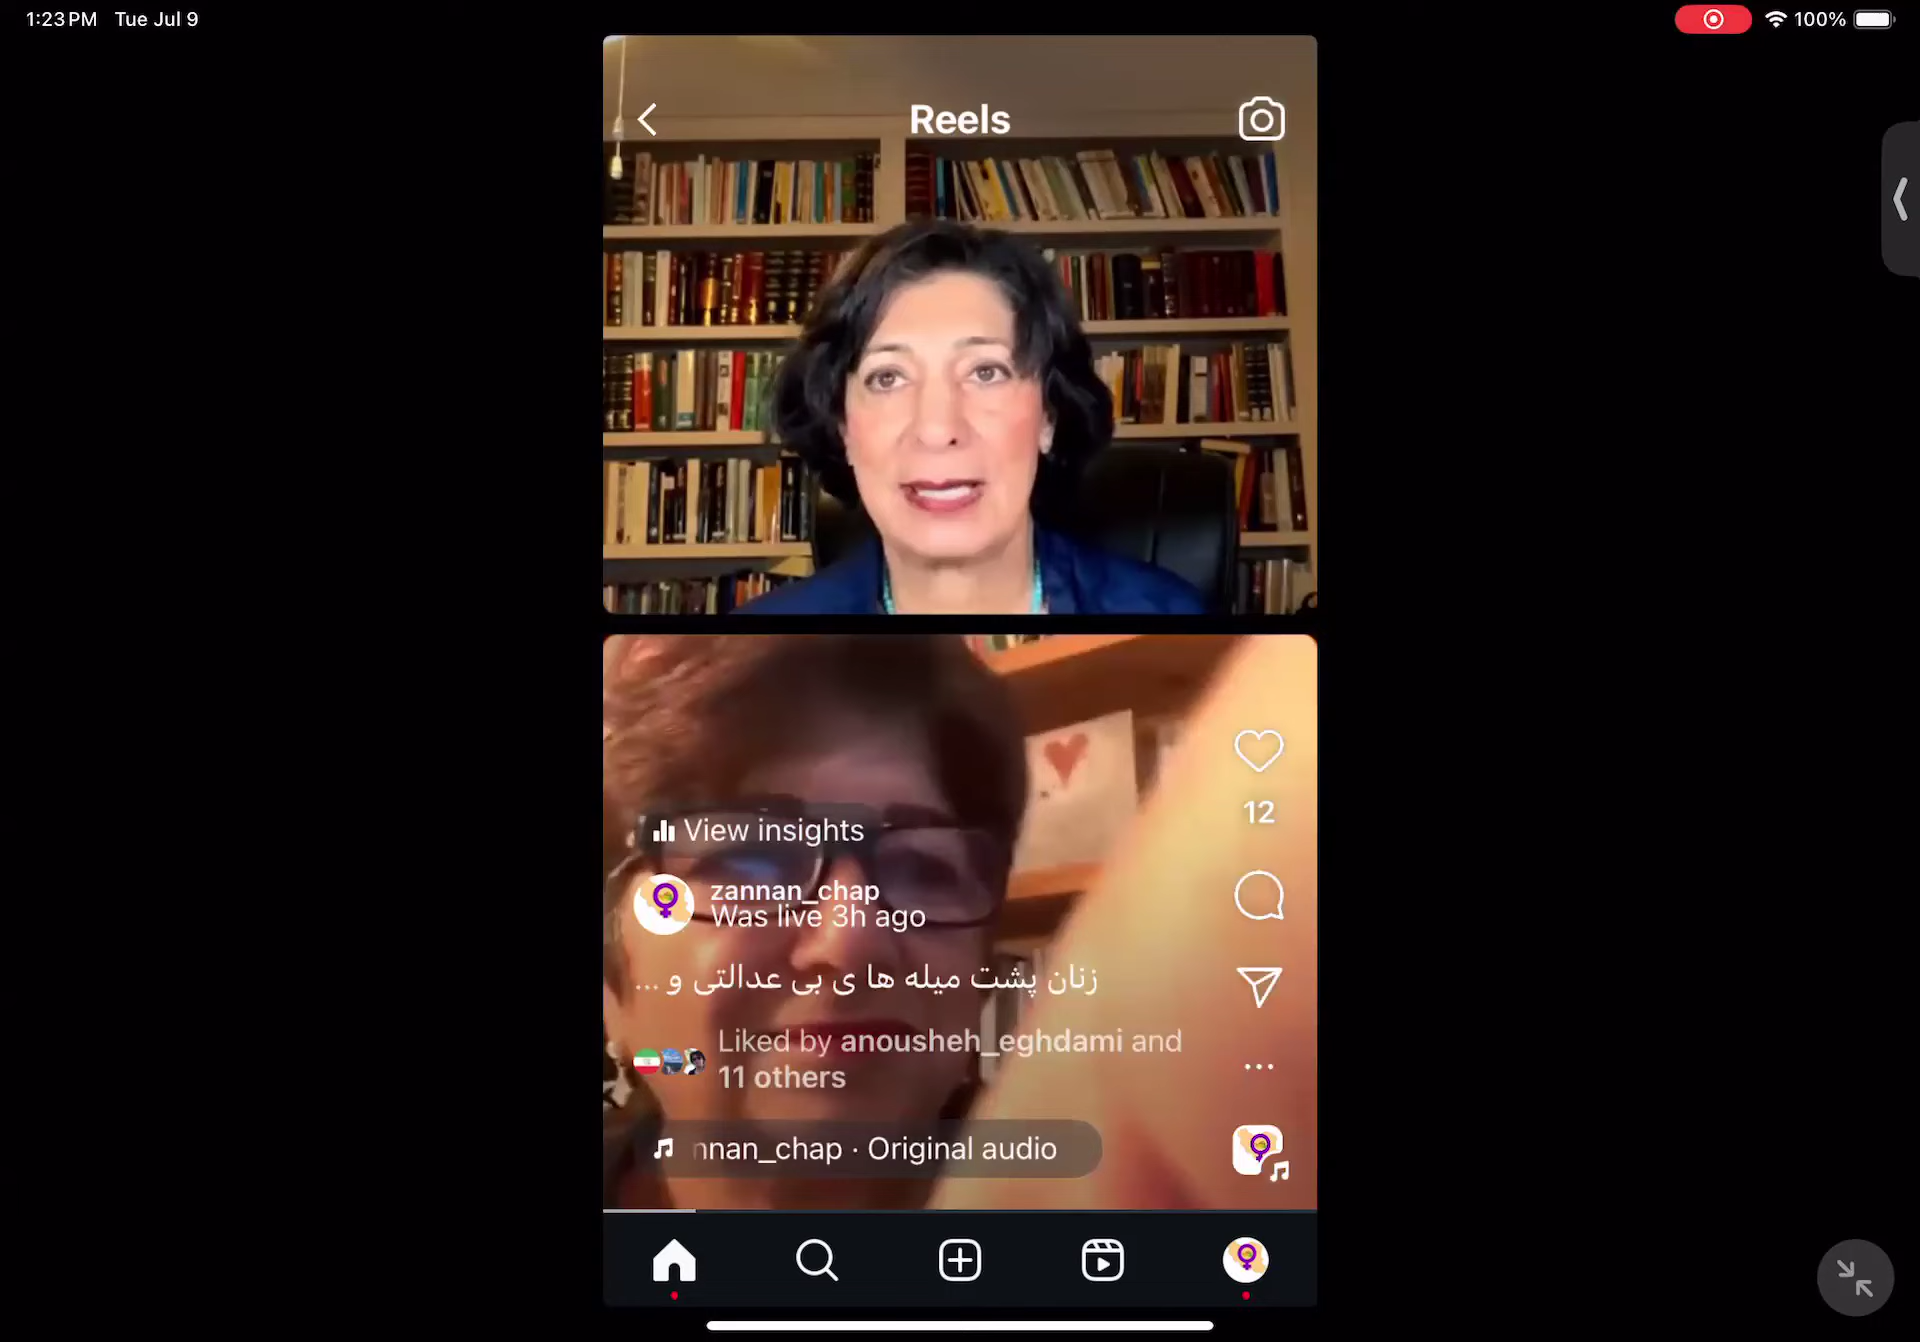 1:23 PM Tue Jul 9
100%
Reels
12
View insights
zannan_chap
Was live 3h ago
زنان پشت میله ها ی بی عدالتی و ...
Liked by anousheh_eghdami and
11 others
nnan_chap · Original audio